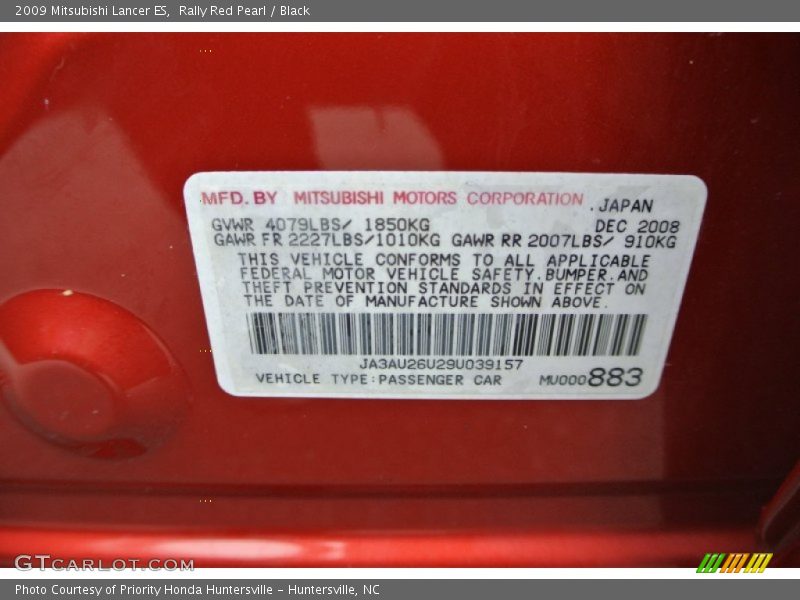 2009 Mitsubishi Lancer ES,  Rally Red Pearl / Black
MFD. BY MITSUBISHI MOTORS CORPORATION . JAPAN
GVWR 4079LBS/ 1850KG DEC 2008
GAWR FR 2227LBS/1010KG GAWR RR 2007LBS/ 910KG
THIS VEHICLE CONFORMS TO ALL APPLICABLE
FEDERAL MOTOR VEHICLE SAFETY.BUMPER.AND
THEFT PREVENTION STANDARDS IN EFFECT ON
THE DATE OF MANUFACTURE SHOWN ABOVE.
JA3AU26U29U039157
VEHICLE TYPE:PASSENGER CAR MU000883
GTCARLOT.COM
Photo Courtesy of Priority Honda Huntersville - Huntersville, NC